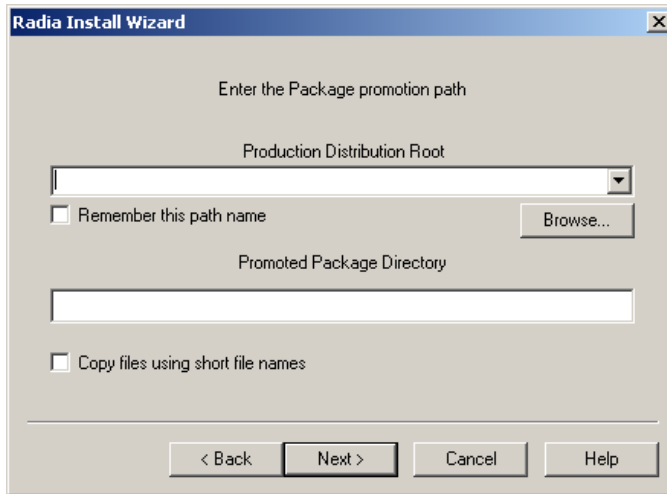 Radia Install Wizard
Enter the Package promotion path
Production Distribution Root
Remember this path name
Browse...
Promoted Package Directory
Copy files using short file names
< Back Next > Cancel Help